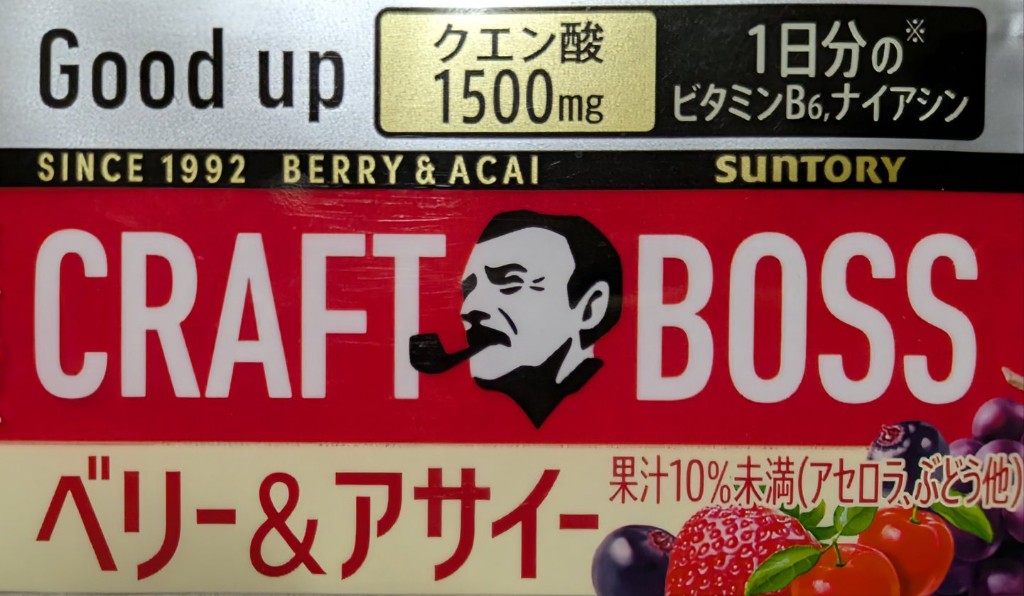 Good up
クエン酸
1500mg
1日分の※
ビタミンB6,ナイアシン
SINCE 1992 BERRY & ACAI SUNTORY
CRAFT BOSS
ベリー&アサイー
果汁10%未満(アセロラ、ぶどう他)